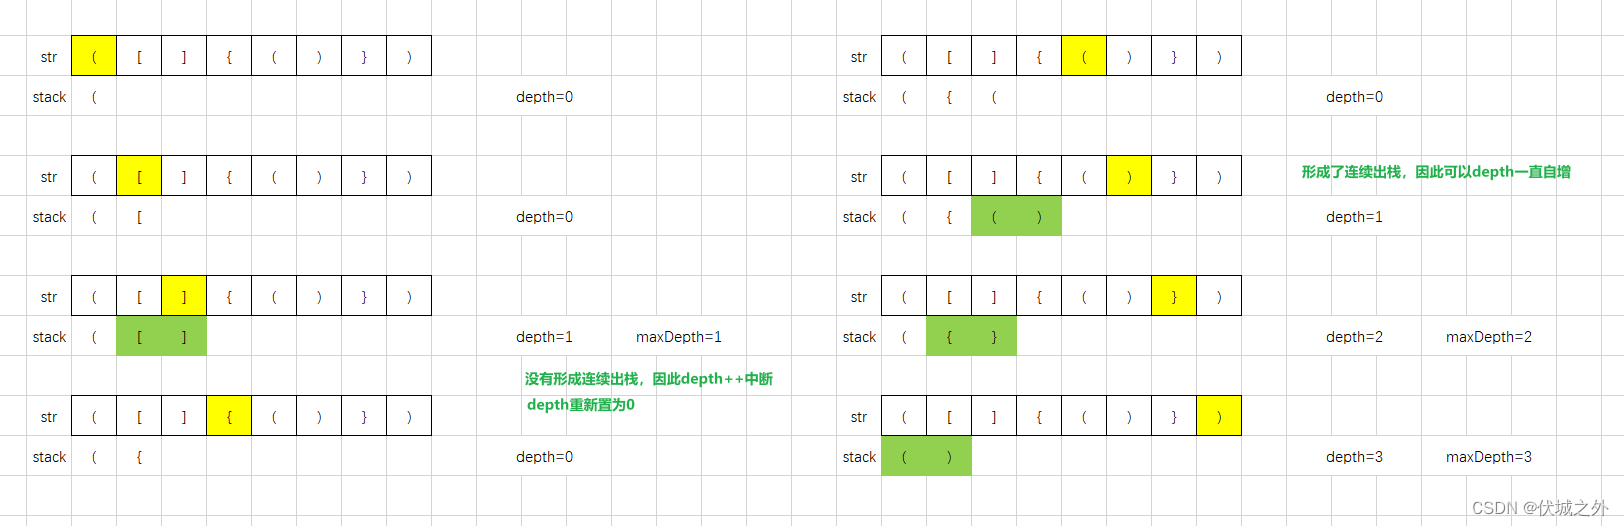 str ( [ ] { ( ) } )
stack (
depth=0
str ( [ ] { ( ) } )
stack ( [
depth=0
str ( [ ] { ( ) } )
stack ( [ ]
depth=1 maxDepth=1
没有形成连续出栈，因此depth++中断
depth重新置为0
str ( [ ] { ( ) } )
stack ( {
depth=0
str ( [ ] { ( ) } )
stack ( { (
depth=0
str ( [ ] { ( ) } )
形成了连续出栈，因此可以depth一直自增
stack ( { ( )
depth=1
str ( [ ] { ( ) } )
stack ( { }
depth=2 maxDepth=2
str ( [ ] { ( ) } )
stack ( )
depth=3 maxDepth=3
CSDN @伏城之外